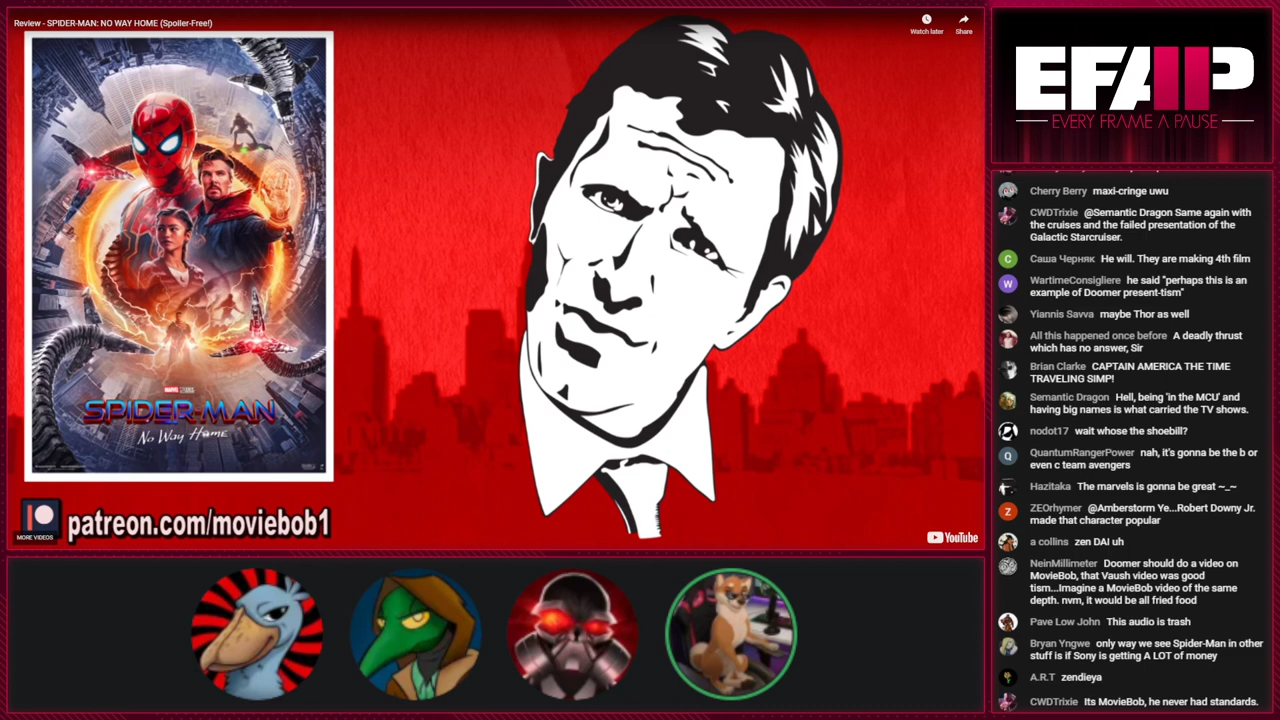 Review - SPIDER-MAN: NO WAY HOME (Spoiler-Free!)
Watch later
Share
MARVEL STUDIOS
SPIDER-MAN
No Way Home
MORE VIDEOS
patreon.com/moviebob1
YouTube
EFAP
EVERY FRAME A PAUSE
Cherry Berry maxi-cringe uwu
CWDTrixie @Semantic Dragon Same again with
the cruises and the failed presentation of the
Galactic Starcruiser.
C
Саша Черняк He will. They are making 4th film
W
WartimeConsigliere he said "perhaps this is an
example of Doomer present-tism"
Yiannis Savva maybe Thor as well
All this happened once before A deadly thrust
which has no answer, Sir
Brian Clarke CAPTAIN AMERICA THE TIME
TRAVELING SIMP!
Semantic Dragon Hell, being 'in the MCU' and
having big names is what carried the TV shows.
nodot17 wait whose the shoebill?
Q
QuantumRangerPower nah, it's gonna be the b or
even c team avengers
Hazitaka The marvels is gonna be great ~_~
Z
ZEOrhymer @Amberstorm Ye...Robert Downy Jr.
made that character popular
a collins zen DAI uh
NeinMillimeter Doomer should do a video on
MovieBob, that Vaush video was good
tism...Imagine a MovieBob video of the same
depth. nvm, it would be all fried food
Pave Low John This audio is trash
Bryan Yngwe only way we see Spider-Man in other
stuff is if Sony is getting A LOT of money
A.R.T zendieya
CWDTrixie Its MovieBob, he never had standards.